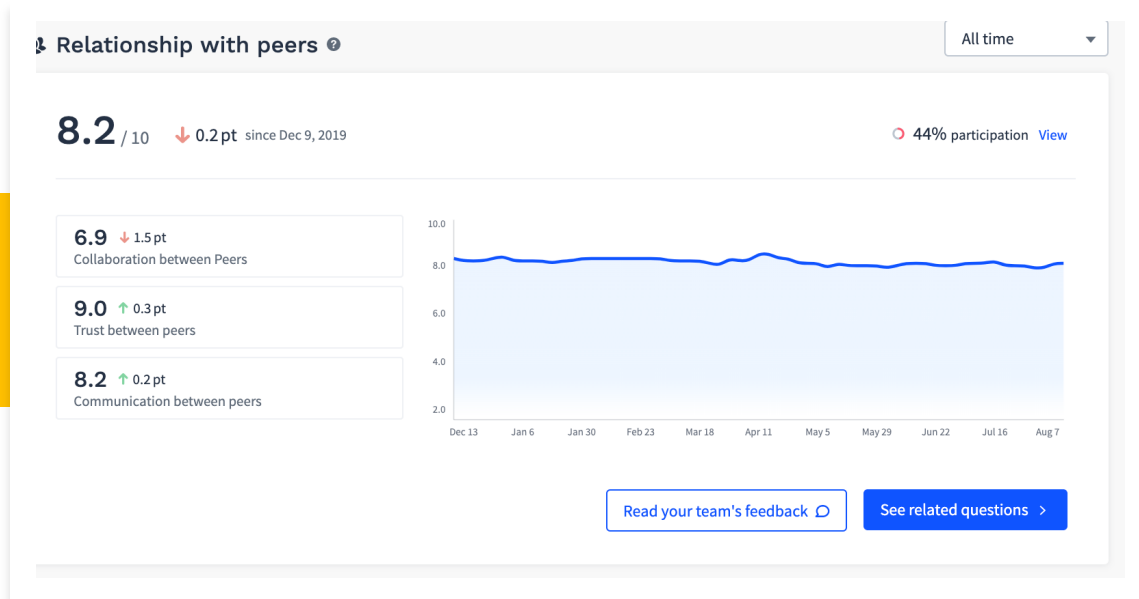 Relationship with peers ?
All time
8.2 / 10 0.2 pt since Dec 9, 2019
44% participation View
6.9 1.5 pt
Collaboration between Peers
9.0 0.3 pt
Trust between peers
8.2 0.2 pt
Communication between peers
10.0
8.0
6.0
4.0
2.0
Dec 13 Jan 6 Jan 30 Feb 23 Mar 18 Apr 11 May 5 May 29 Jun 22 Jul 16 Aug 7
Read your team's feedback
See related questions